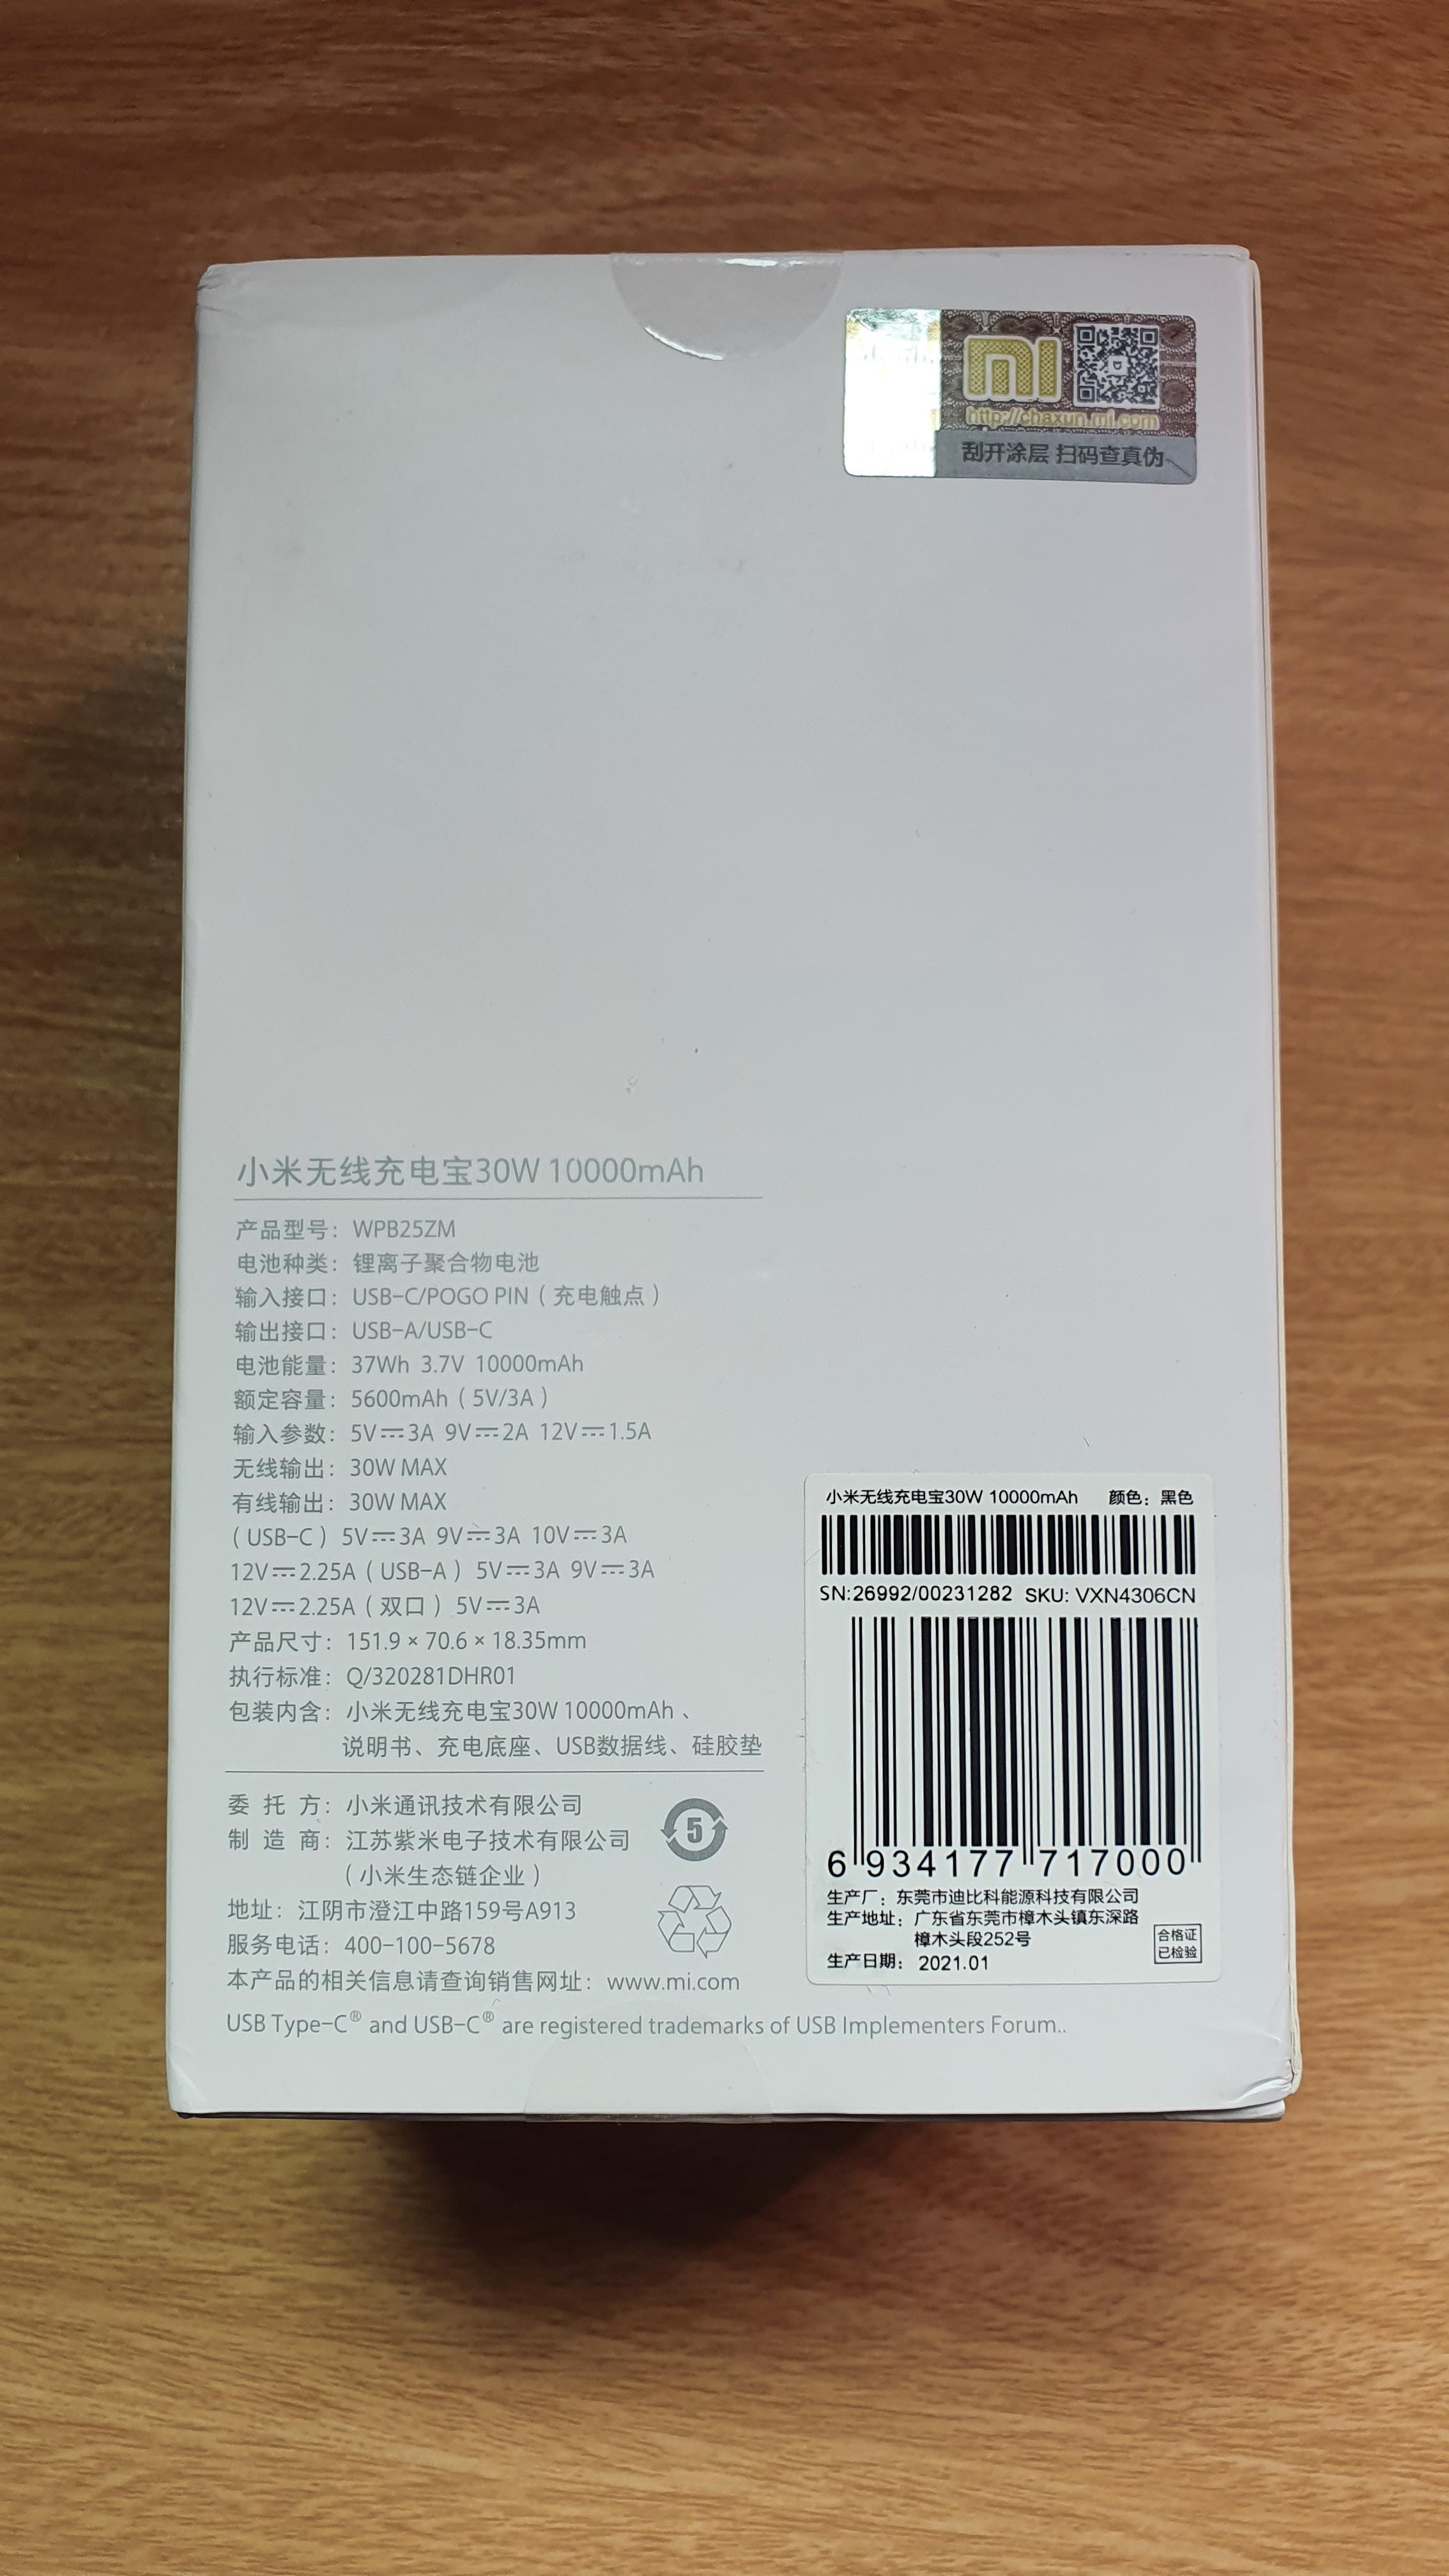 mi
http://chaxun.mi.com
刮开涂层 扫码查真伪
小米无线充电宝30W 10000mAh
产品型号：WPB25ZM
电池种类：锂离子聚合物电池
输入接口：USB-C/POGO PIN（充电触点）
输出接口：USB-A/USB-C
电池能量：37Wh 3.7V 10000mAh
额定容量：5600mAh（5V/3A）
输入参数：5V⎓3A 9V⎓2A 12V⎓1.5A
无线输出：30W MAX
有线输出：30W MAX
（USB-C）5V⎓3A 9V⎓3A 10V⎓3A
12V⎓2.25A（USB-A）5V⎓3A 9V⎓3A
12V⎓2.25A（双口）5V⎓3A
产品尺寸：151.9 × 70.6 × 18.35mm
执行标准：Q/320281DHR01
包装内含：小米无线充电宝30W 10000mAh、
说明书、充电底座、USB数据线、硅胶垫
委 托 方：小米通讯技术有限公司
制 造 商：江苏紫米电子技术有限公司
（小米生态链企业）
地址：江阴市澄江中路159号A913
服务电话：400-100-5678
本产品的相关信息请查询销售网址：www.mi.com
USB Type-C® and USB-C® are registered trademarks of USB Implementers Forum..
5
小米无线充电宝30W 10000mAh 颜色：黑色
SN:26992/00231282 SKU: VXN4306CN
6 934177 717000
生产厂：东莞市迪比科能源科技有限公司
生产地址：广东省东莞市樟木头镇东深路
樟木头段252号
生产日期：2021.01
合格证
已检验